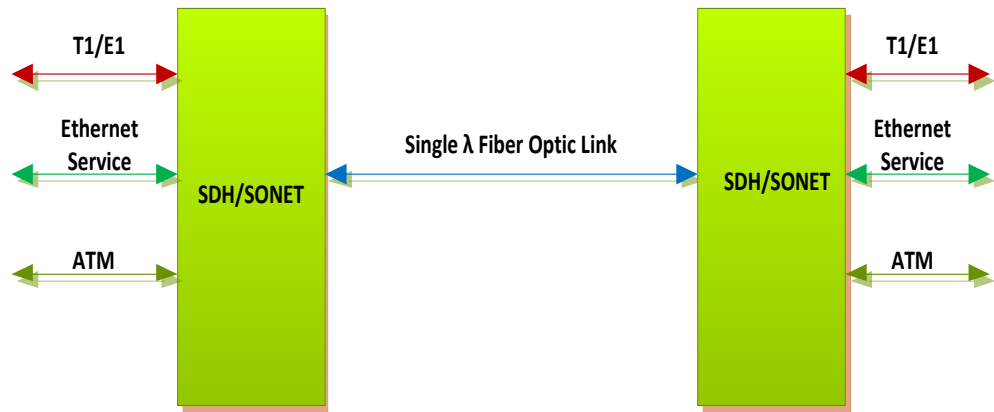 T1/E1
Ethernet
Service
ATM
SDH/SONET
Single λ Fiber Optic Link
SDH/SONET
T1/E1
Ethernet
Service
ATM